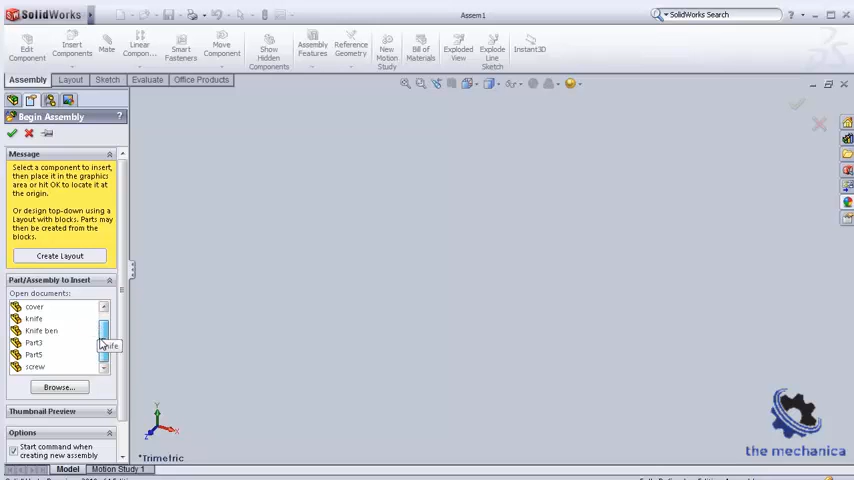 SolidWorks
Assem1
SolidWorks Search
?
Edit Component
Insert Components
Mate
Linear Compon...
Smart Fasteners
Move Component
Show Hidden Components
Assembly Features
Reference Geometry
New Motion Study
Bill of Materials
Exploded View
Explode Line Sketch
Instant3D
Assembly
Layout
Sketch
Evaluate
Office Products
Begin Assembly
?
Message
Select a component to insert,
then place it in the graphics
area or hit OK to locate it at
the origin.
Or design top-down using a
Layout with blocks. Parts may
then be created from the
blocks.
Create Layout
Part/Assembly to Insert
Open documents:
cover
knife
Knife ben
Part3
Part5
screw
Browse...
Thumbnail Preview
Options
Start command when
creating new assembly
Y
X
Z
*Trimetric
the mechanica
Model
Motion Study 1